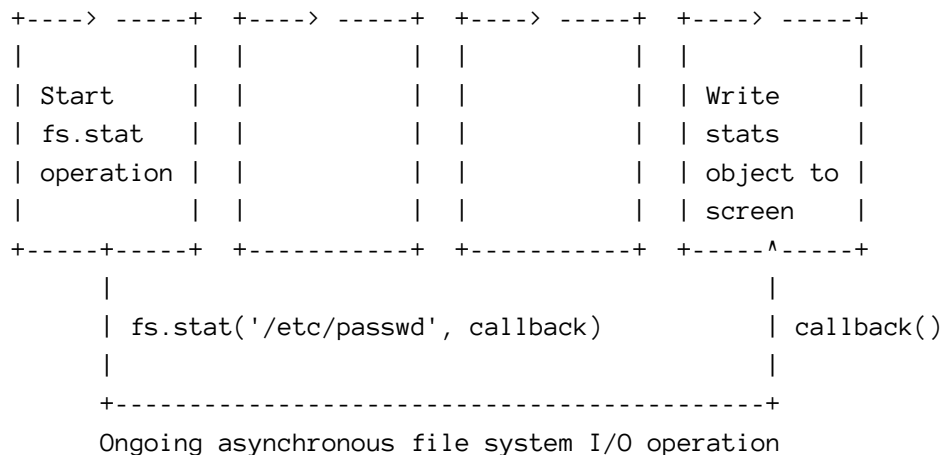 +----> -----+  +----> -----+  +----> -----+  +----> -----+
|           |  |           |  |           |  |           |
| Start     |  |           |  |           |  | Write     |
| fs.stat   |  |           |  |           |  | stats     |
| operation |  |           |  |           |  | object to |
|           |  |           |  |           |  | screen    |
+-----+-----+  +-----------+  +-----------+  +-----^-----+
      |                                            |
      | fs.stat('/etc/passwd', callback)           | callback()
      |                                            |
      +--------------------------------------------+
      Ongoing asynchronous file system I/O operation